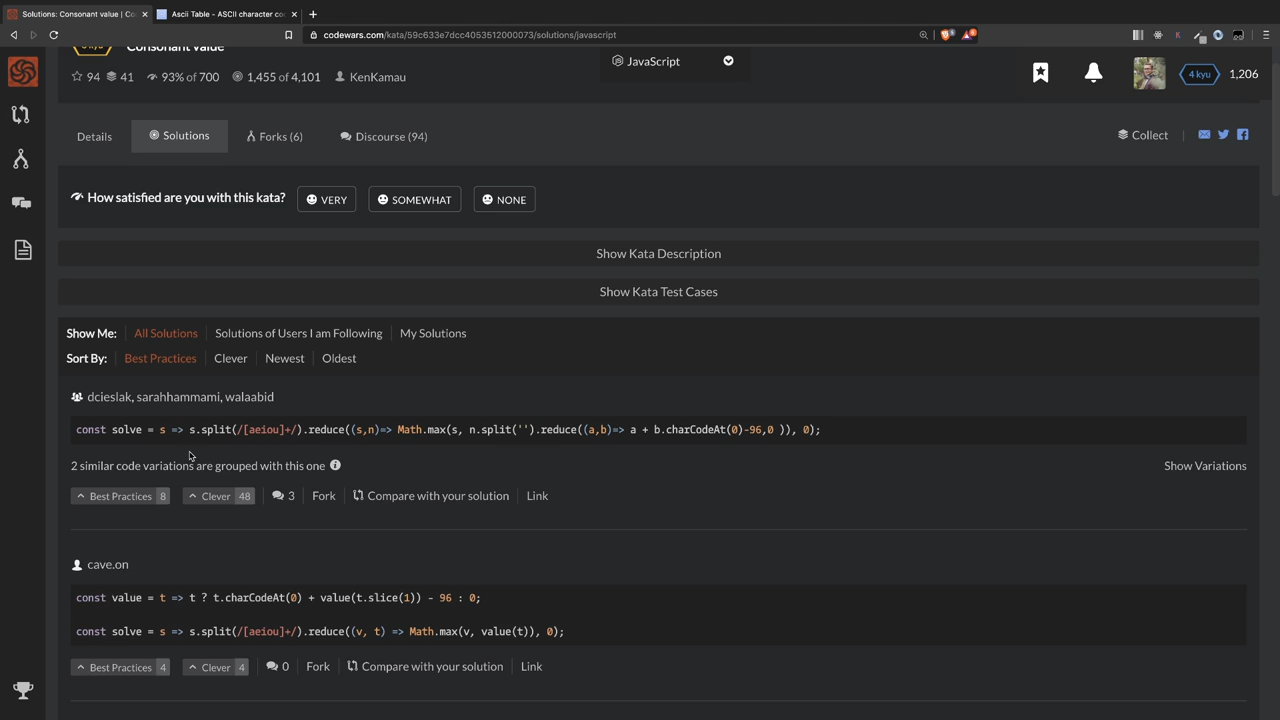 Solutions: Consonant value | Co
Ascii Table - ASCII character co
codewars.com/kata/59c633e7dcc4053512000073/solutions/javascript
Consonant value
94 41 93% of 700 1,455 of 4,101 KenKamau
JavaScript
4 kyu 1,206
Details Solutions Forks (6) Discourse (94)
Collect
How satisfied are you with this kata? VERY SOMEWHAT NONE
Show Kata Description
Show Kata Test Cases
Show Me: All Solutions Solutions of Users I am Following My Solutions
Sort By: Best Practices Clever Newest Oldest
dcieslak, sarahhammami, walaabid
const solve = s => s.split(/[aeiou]+/).reduce((s,n)=> Math.max(s, n.split('').reduce((a,b)=> a + b.charCodeAt(0)-96,0 )), 0);
2 similar code variations are grouped with this one
Show Variations
Best Practices 8 Clever 48 3 Fork Compare with your solution Link
cave.on
const value = t => t ? t.charCodeAt(0) + value(t.slice(1)) - 96 : 0;
const solve = s => s.split(/[aeiou]+/).reduce((v, t) => Math.max(v, value(t)), 0);
Best Practices 4 Clever 4 0 Fork Compare with your solution Link